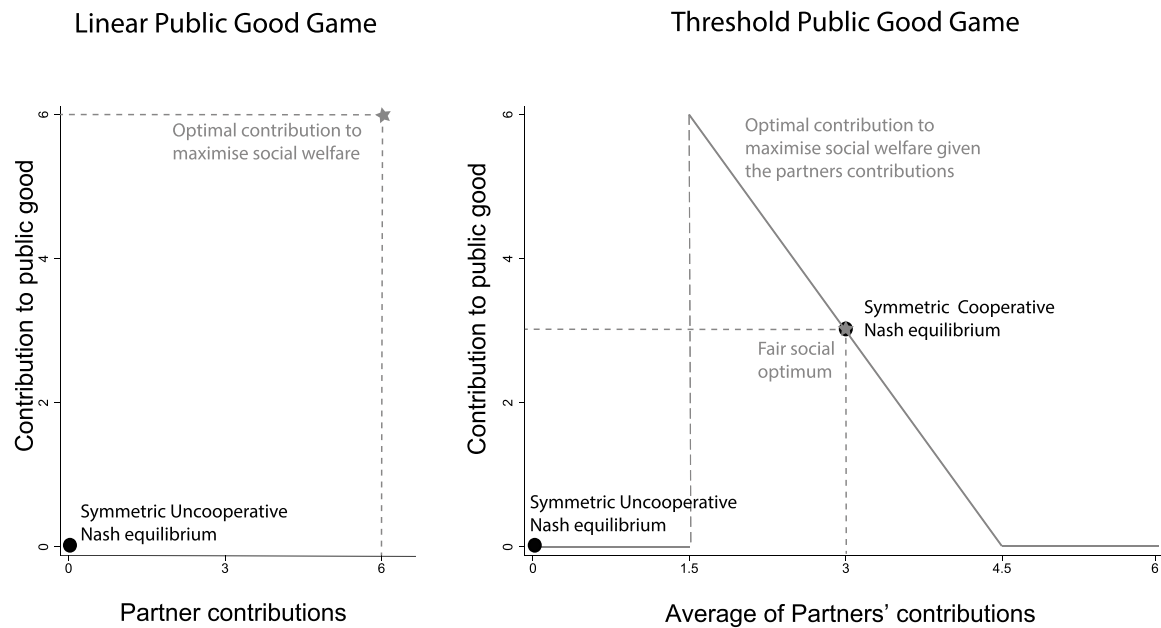 Linear Public Good Game
Contribution to public good
6
4
2
0
Optimal contribution to
maximise social welfare
Symmetric Uncooperative
Nash equilibrium
0
3
6
Partner contributions
Threshold Public Good Game
Contribution to public good
6
4
2
0
Optimal contribution to
maximise social welfare given
the partners contributions
Symmetric Cooperative
Nash equilibrium
Fair social
optimum
Symmetric Uncooperative
Nash equilibrium
0
1.5
3
4.5
6
Average of Partners’ contributions